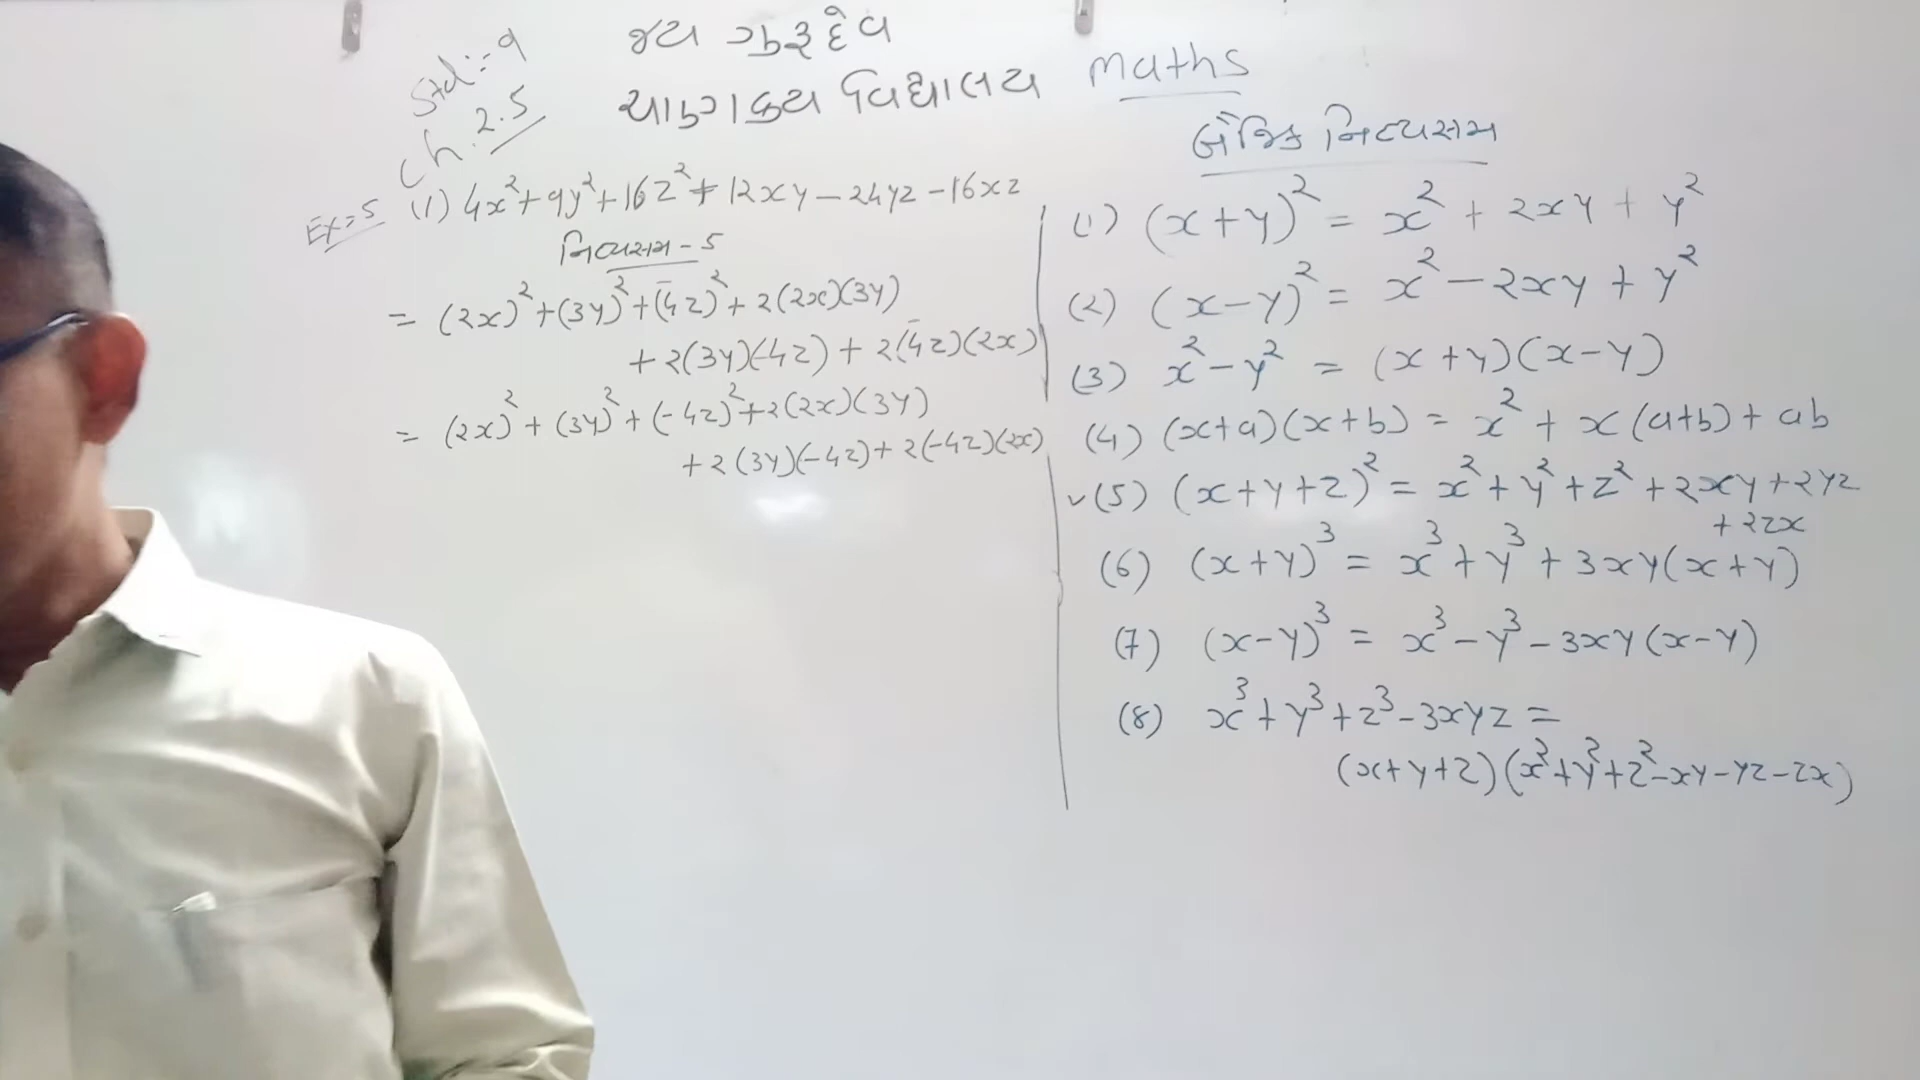 જય ગુરૂદેવ
ચાણક્ય વિદ્યાલય
Maths
Std:- 9
Ch. 2.5
Ex=5 (1) 4x²+9y²+16z²+12xy-24yz-16xz
નિત્યસમ-5
= (2x)²+(3y)²+(-4z)²+2(2x)(3y)
+2(3y)(-4z)+2(-4z)(2x)
= (2x)²+(3y)²+(-4z)²+2(2x)(3y)
+2(3y)(-4z)+2(-4z)(2x)
બૈજિક નિત્યસમ
(1) (x+y)² = x² + 2xy + y²
(2) (x-y)² = x² - 2xy + y²
(3) x²-y² = (x+y)(x-y)
(4) (x+a)(x+b) = x² + x(a+b) + ab
✓(5) (x+y+z)² = x²+y²+z²+2xy+2yz
+2zx
(6) (x+y)³ = x³+y³+3xy(x+y)
(7) (x-y)³ = x³-y³-3xy(x-y)
(8) x³+y³+z³-3xyz =
(x+y+z)(x²+y²+z²-xy-yz-zx)